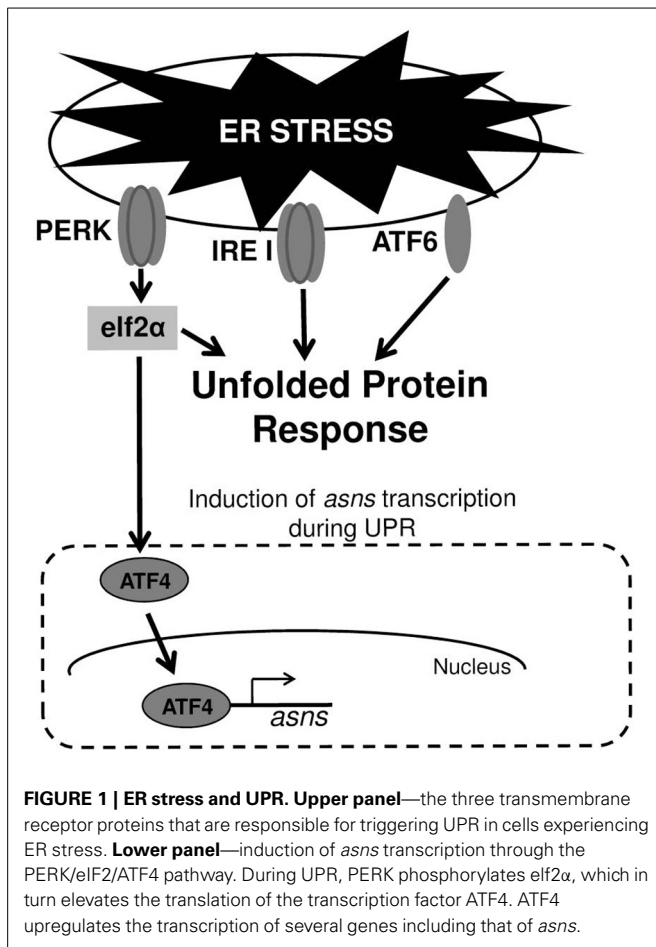 ER STRESS
PERK
IRE I
ATF6
elf2α
Unfolded Protein
Response
Induction of asns transcription
during UPR
ATF4
Nucleus
ATF4
asns
FIGURE 1 | ER stress and UPR. Upper panel—the three transmembrane
receptor proteins that are responsible for triggering UPR in cells experiencing
ER stress. Lower panel—induction of asns transcription through the
PERK/eIF2/ATF4 pathway. During UPR, PERK phosphorylates elf2α, which in
turn elevates the translation of the transcription factor ATF4. ATF4
upregulates the transcription of several genes including that of asns.